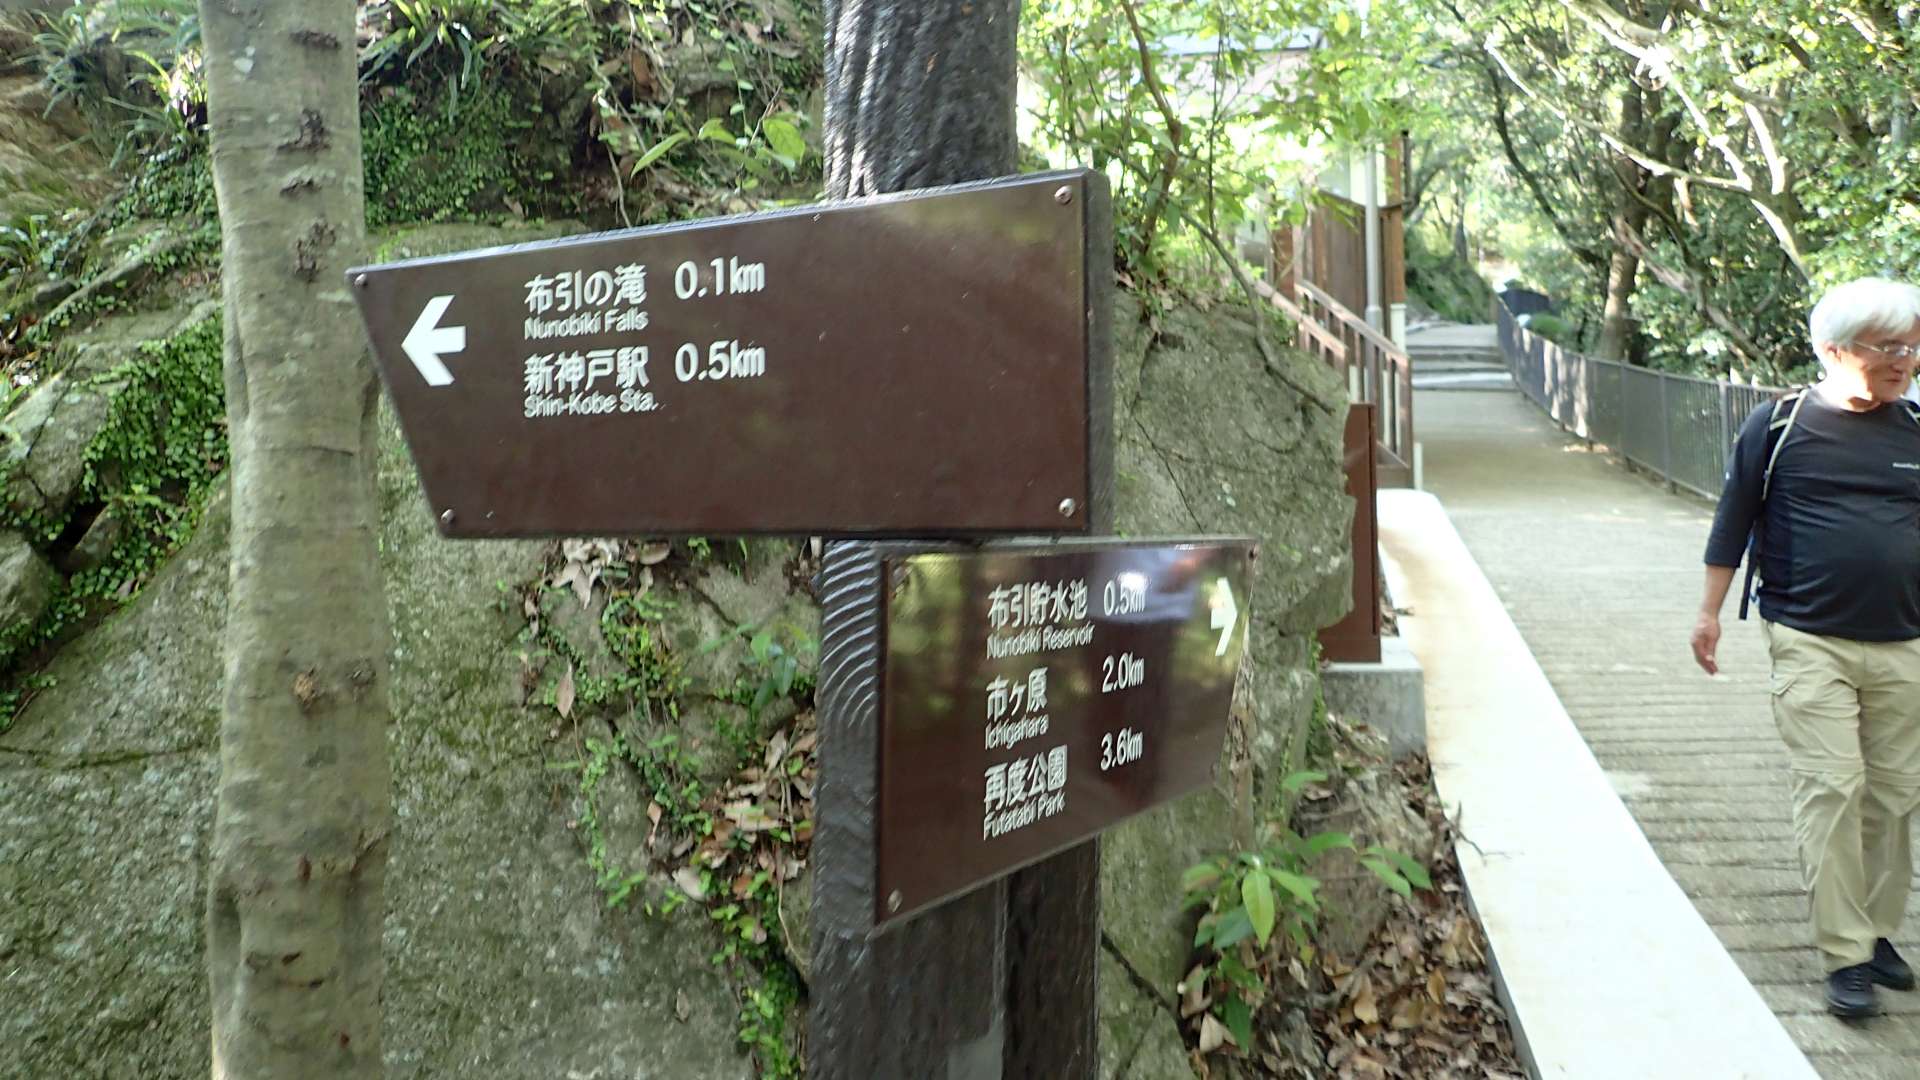 布引の滝 0.1km
Nunobiki Falls
新神戸駅 0.5km
Shin-Kobe Sta.
布引貯水池 0.5km
Nunobiki Reservoir
市ヶ原 2.0km
Ichigahara
再度公園 3.6km
Futatabi Park